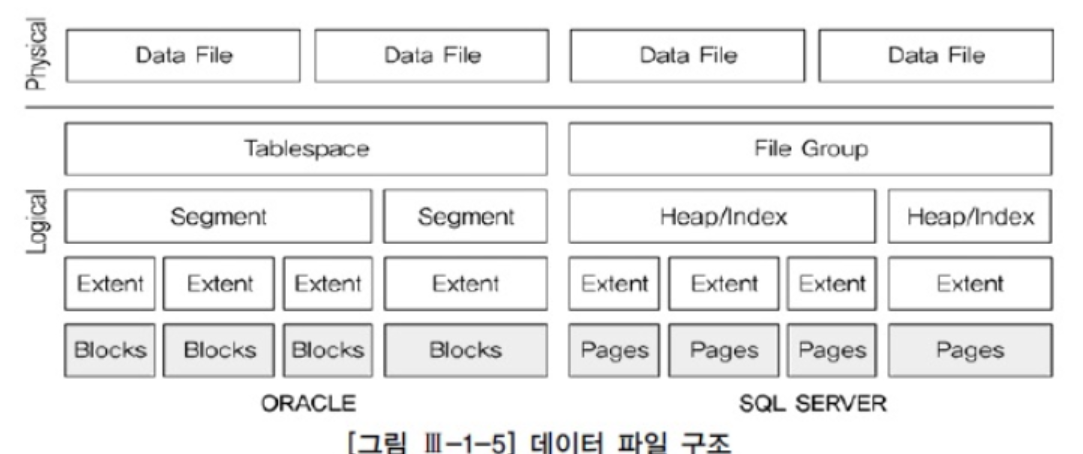 Physical
Data File Data File Data File Data File
Logical
Tablespace File Group
Segment Segment Heap/Index Heap/Index
Extent Extent Extent Extent Extent Extent Extent Extent
Blocks Blocks Blocks Blocks Pages Pages Pages Pages
ORACLE SQL SERVER
[그림 Ⅲ-1-5] 데이터 파일 구조